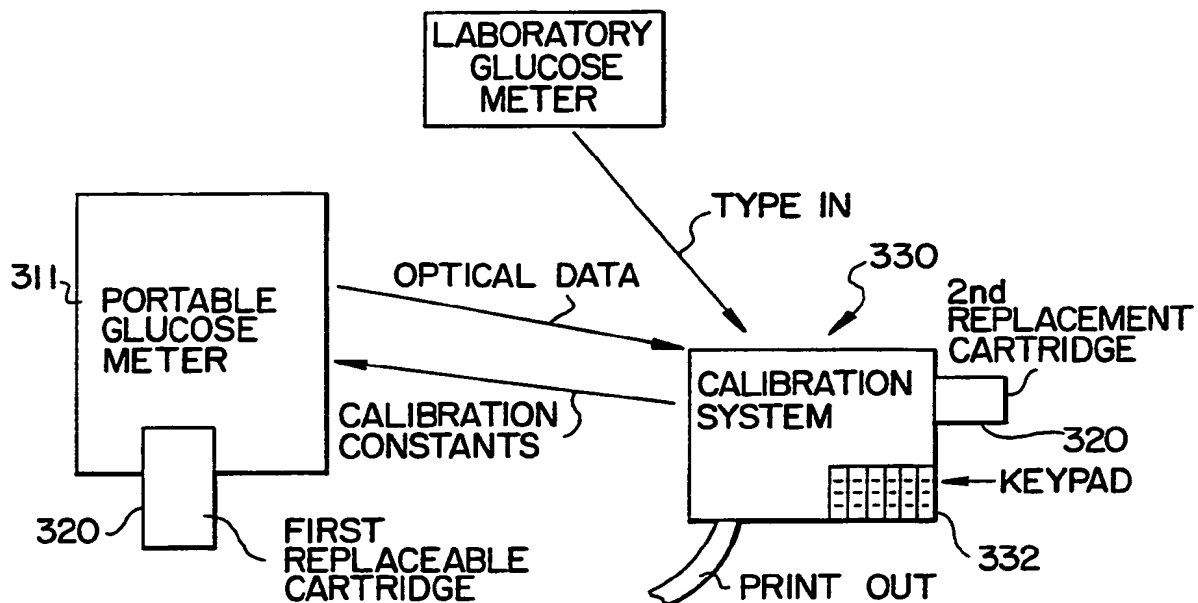 LABORATORY
GLUCOSE
METER
TYPE IN
330
311
PORTABLE
GLUCOSE
METER
OPTICAL DATA
2nd
REPLACEMENT
CARTRIDGE
CALIBRATION
SYSTEM
CALIBRATION
CONSTANTS
320
KEYPAD
320
FIRST
REPLACEABLE
CARTRIDGE
332
PRINT OUT